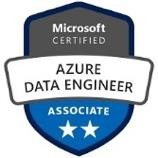 Microsoft
CERTIFIED
AZURE
DATA ENGINEER
ASSOCIATE